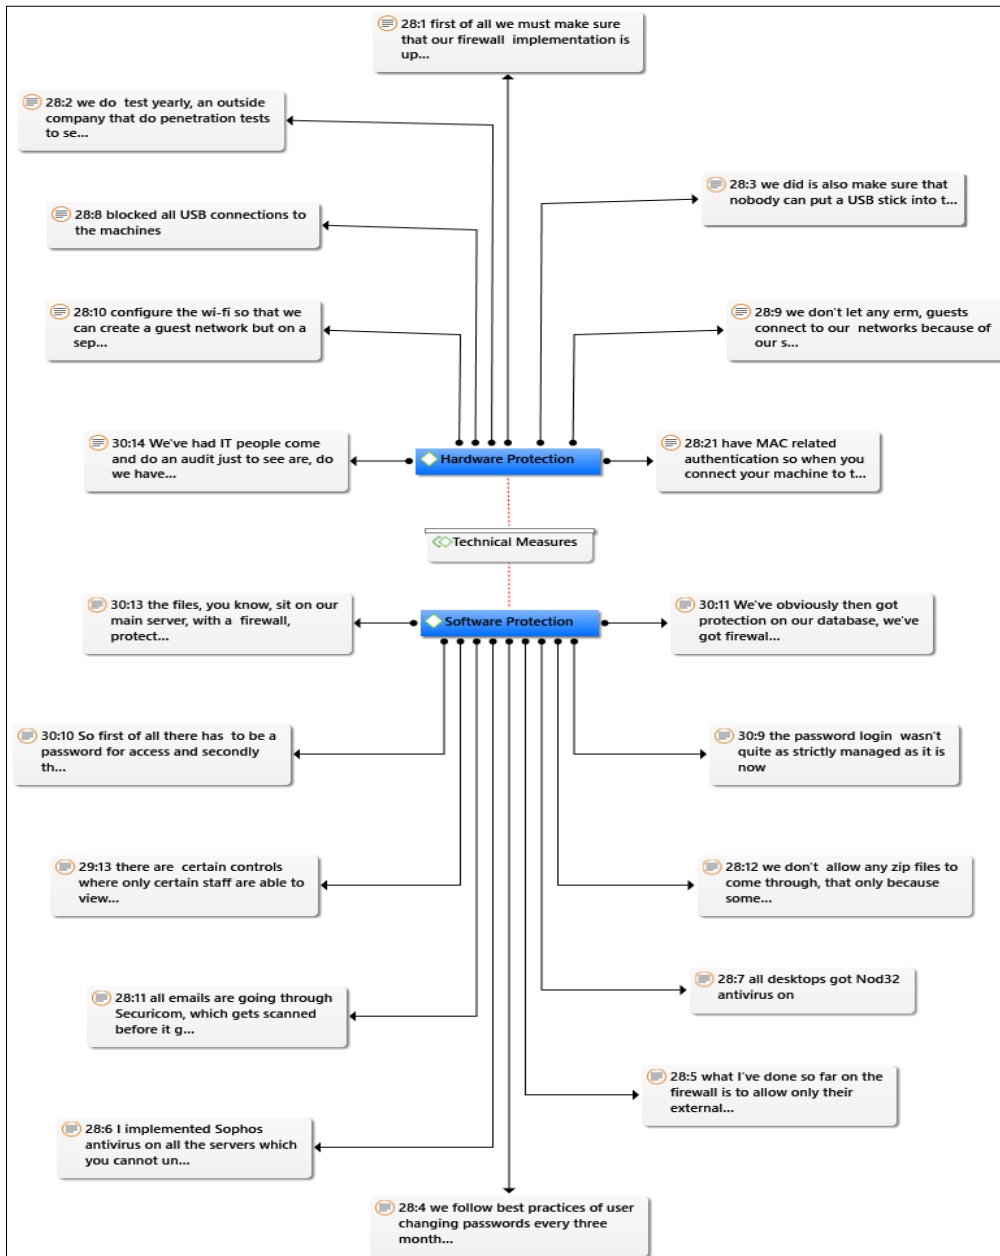 28:1 first of all we must make sure
that our firewall implementation is
up...
28:2 we do test yearly, an outside
company that do penetration tests
to se...
28:3 we did is also make sure that
nobody can put a USB stick into t...
28:8 blocked all USB connections to
the machines
28:10 configure the wi-fi so that we
can create a guest network but on a
sep...
28:9 we don't let any erm, guests
connect to our networks because of
our s...
30:14 We've had IT people come
and do an audit just to see are, do
we have...
Hardware Protection
28:21 have MAC related
authentication so when you
connect your machine to t...
Technical Measures
30:13 the files, you know, sit on our
main server, with a firewall,
protect...
Software Protection
30:11 We've obviously then got
protection on our database, we've
got firewal...
30:10 So first of all there has to be a
password for access and secondly
th...
30:9 the password login wasn't
quite as strictly managed as it is
now
29:13 there are certain controls
where only certain staff are able to
view...
28:12 we don't allow any zip files to
come through, that only because
some...
28:11 all emails are going through
Securicom, which gets scanned
before it g...
28:7 all desktops got Nod32
antivirus on
28:5 what I've done so far on the
firewall is to allow only their
external...
28:6 I implemented Sophos
antivirus on all the servers which
you cannot un...
28:4 we follow best practices of user
changing passwords every three
month...